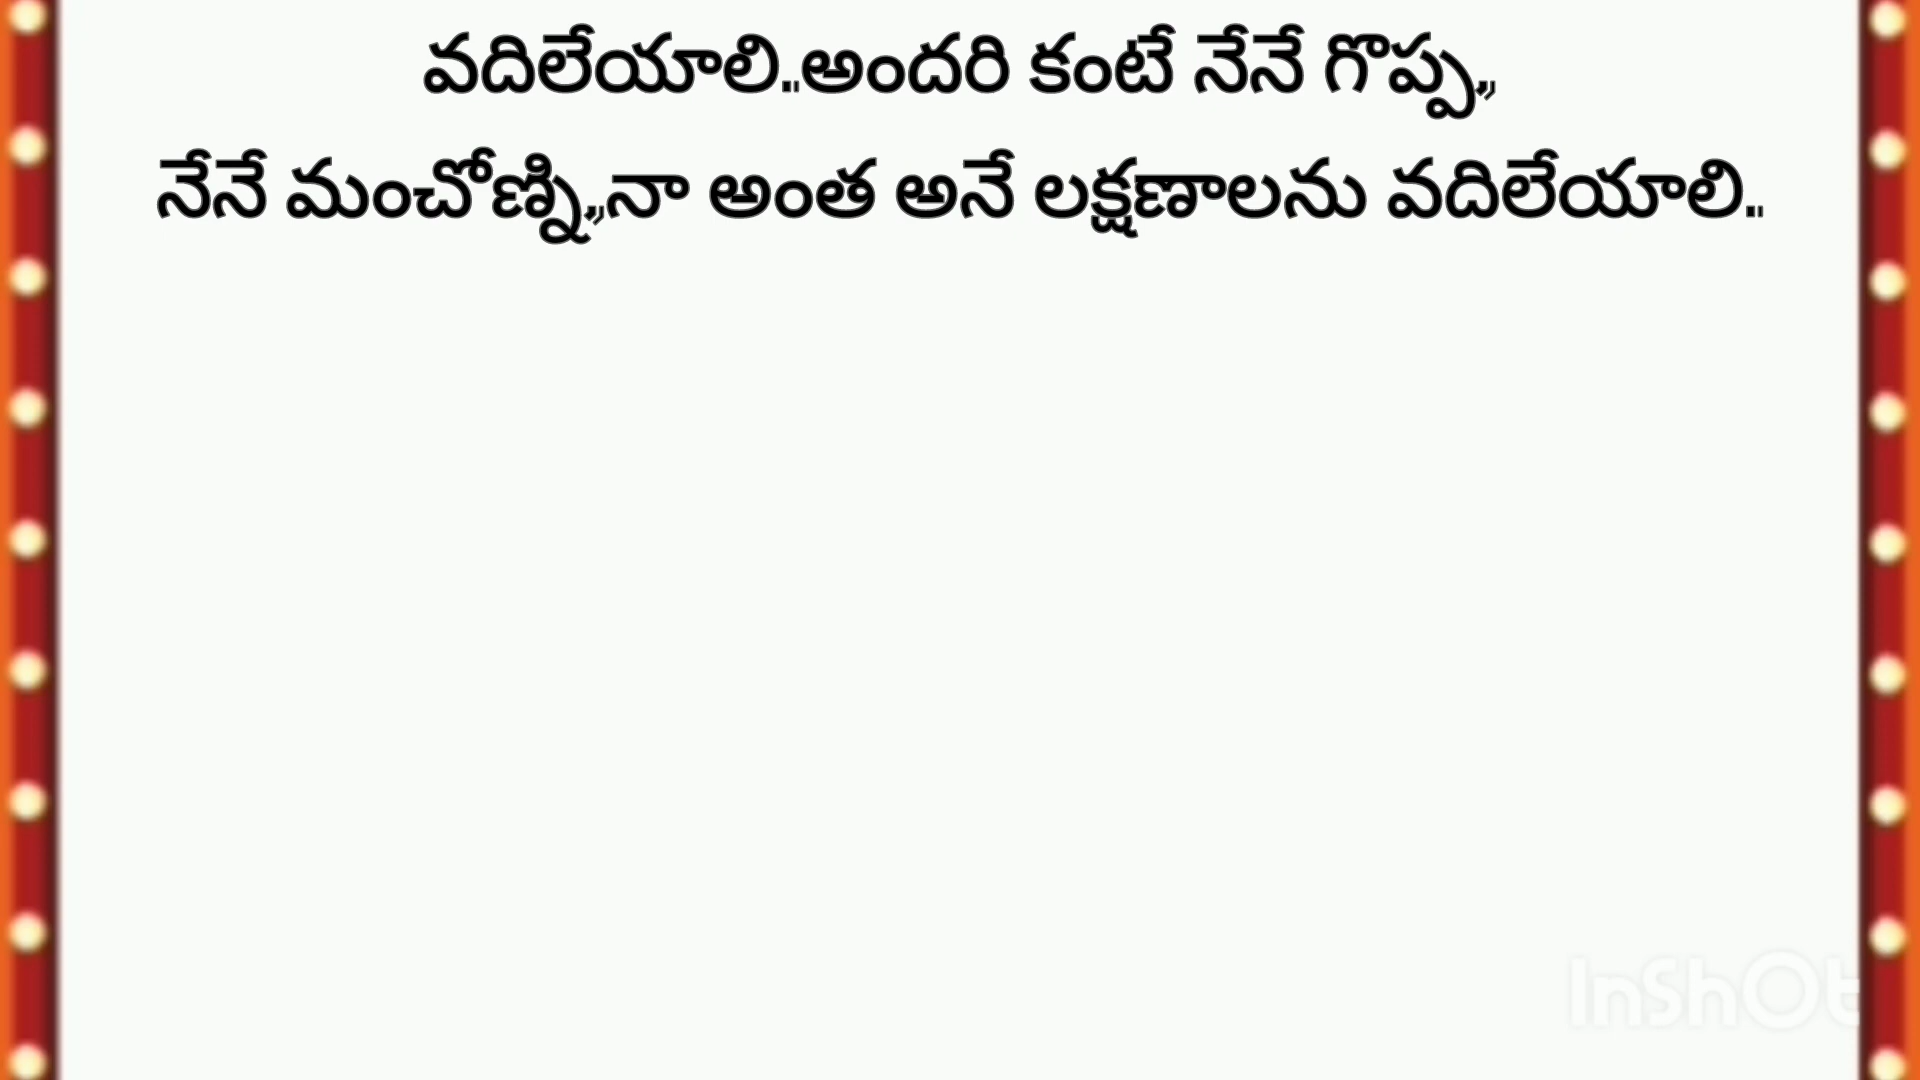 వదిలేయాలి..అందరి కంటే నేనే గొప్ప,,
నేనే మంచోణ్ని,,నా అంత అనే లక్షణాలను వదిలేయాలి..
InShOt